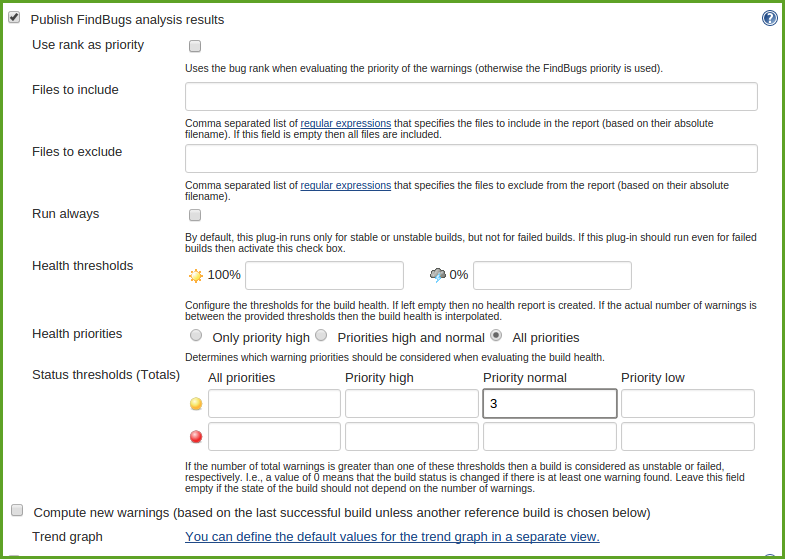 Publish FindBugs analysis results
?
Use rank as priority
Uses the bug rank when evaluating the priority of the warnings (otherwise the FindBugs priority is used).
Files to include
Comma separated list of regular expressions that specifies the files to include in the report (based on their absolute
filename). If this field is empty then all files are included.
Files to exclude
Comma separated list of regular expressions that specifies the files to exclude from the report (based on their absolute
filename).
Run always
By default, this plug-in runs only for stable or unstable builds, but not for failed builds. If this plug-in should run even for failed
builds then activate this check box.
Health thresholds
100% 0%
Configure the thresholds for the build health. If left empty then no health report is created. If the actual number of warnings is
between the provided thresholds then the build health is interpolated.
Health priorities
Only priority high Priorities high and normal All priorities
Determines which warning priorities should be considered when evaluating the build health.
Status thresholds (Totals)
All priorities Priority high Priority normal Priority low
3
If the number of total warnings is greater than one of these thresholds then a build is considered as unstable or failed,
respectively. I.e., a value of 0 means that the build status is changed if there is at least one warning found. Leave this field
empty if the state of the build should not depend on the number of warnings.
Compute new warnings (based on the last successful build unless another reference build is chosen below)
Trend graph
You can define the default values for the trend graph in a separate view.